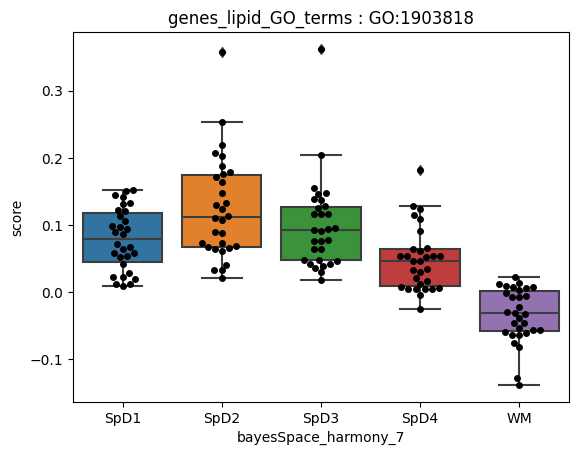 genes_lipid_GO_terms : GO:1903818
0.3
0.2
0.1
0.0
−0.1
score
SpD1 SpD2 SpD3 SpD4 WM
bayesSpace_harmony_7